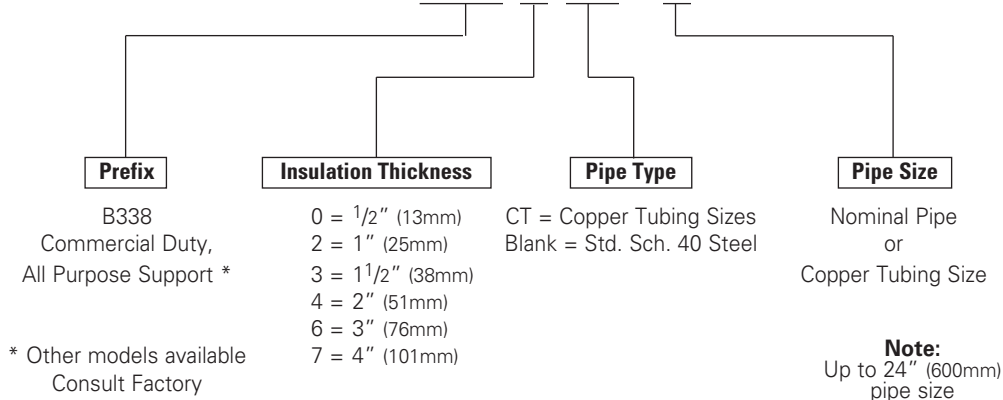 Prefix
B338
Commercial Duty,
All Purpose Support *
* Other models available
Consult Factory
Insulation Thickness
0 = 1/2" (13mm)
2 = 1" (25mm)
3 = 11/2" (38mm)
4 = 2" (51mm)
6 = 3" (76mm)
7 = 4" (101mm)
Pipe Type
CT = Copper Tubing Sizes
Blank = Std. Sch. 40 Steel
Pipe Size
Nominal Pipe
or
Copper Tubing Size
Note:
Up to 24" (600mm)
pipe size